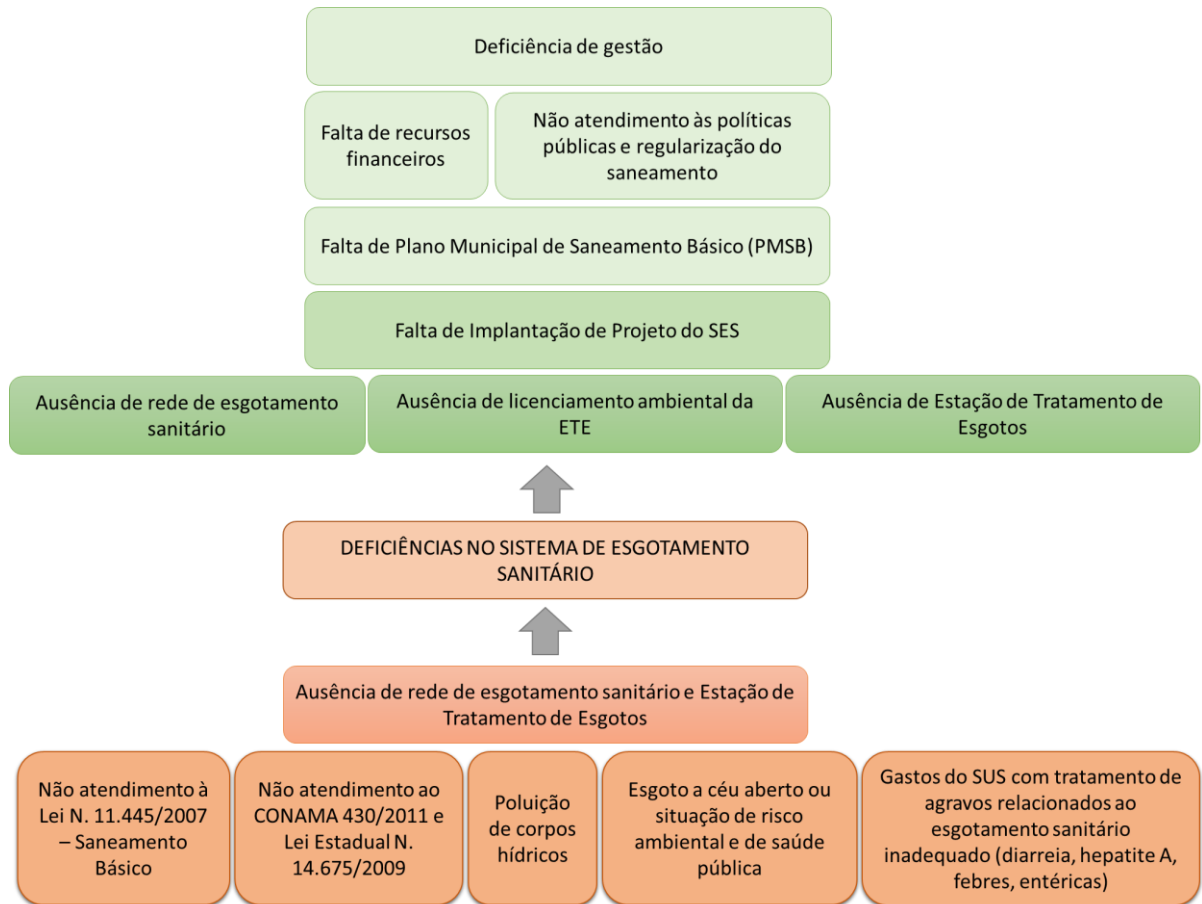 Deficiência de gestão
Falta de recursos
financeiros
Não atendimento às políticas
públicas e regularização do
saneamento
Falta de Plano Municipal de Saneamento Básico (PMSB)
Falta de Implantação de Projeto do SES
Ausência de rede de esgotamento
sanitário
Ausência de licenciamento ambiental da
ETE
Ausência de Estação de Tratamento de
Esgotos
DEFICIÊNCIAS NO SISTEMA DE ESGOTAMENTO
SANITÁRIO
Ausência de rede de esgotamento sanitário e Estação de
Tratamento de Esgotos
Não atendimento à
Lei N. 11.445/2007
– Saneamento
Básico
Não atendimento ao
CONAMA 430/2011 e
Lei Estadual N.
14.675/2009
Poluição
de corpos
hídricos
Esgoto a céu aberto ou
situação de risco
ambiental e de saúde
pública
Gastos do SUS com tratamento de
agravos relacionados ao
esgotamento sanitário
inadequado (diarreia, hepatite A,
febres, entéricas)